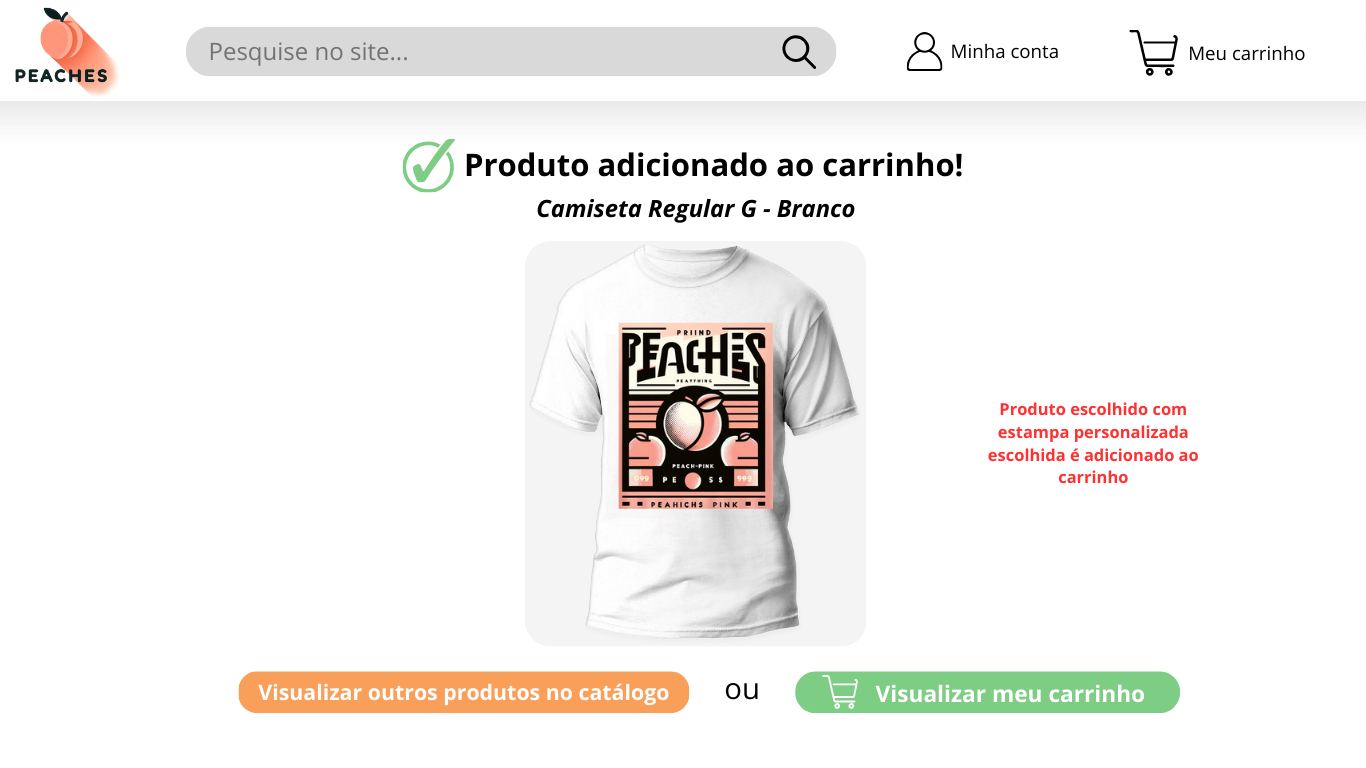 PEACHES
Pesquise no site...
Minha conta
Meu carrinho
Produto adicionado ao carrinho!
Camiseta Regular G - Branco
PRIIND
PEACHES
PEACH-PINK
999
PE SS
999
PEAHICHS PINK
Produto escolhido com
estampa personalizada
escolhida é adicionado ao
carrinho
Visualizar outros produtos no catálogo
ou
Visualizar meu carrinho